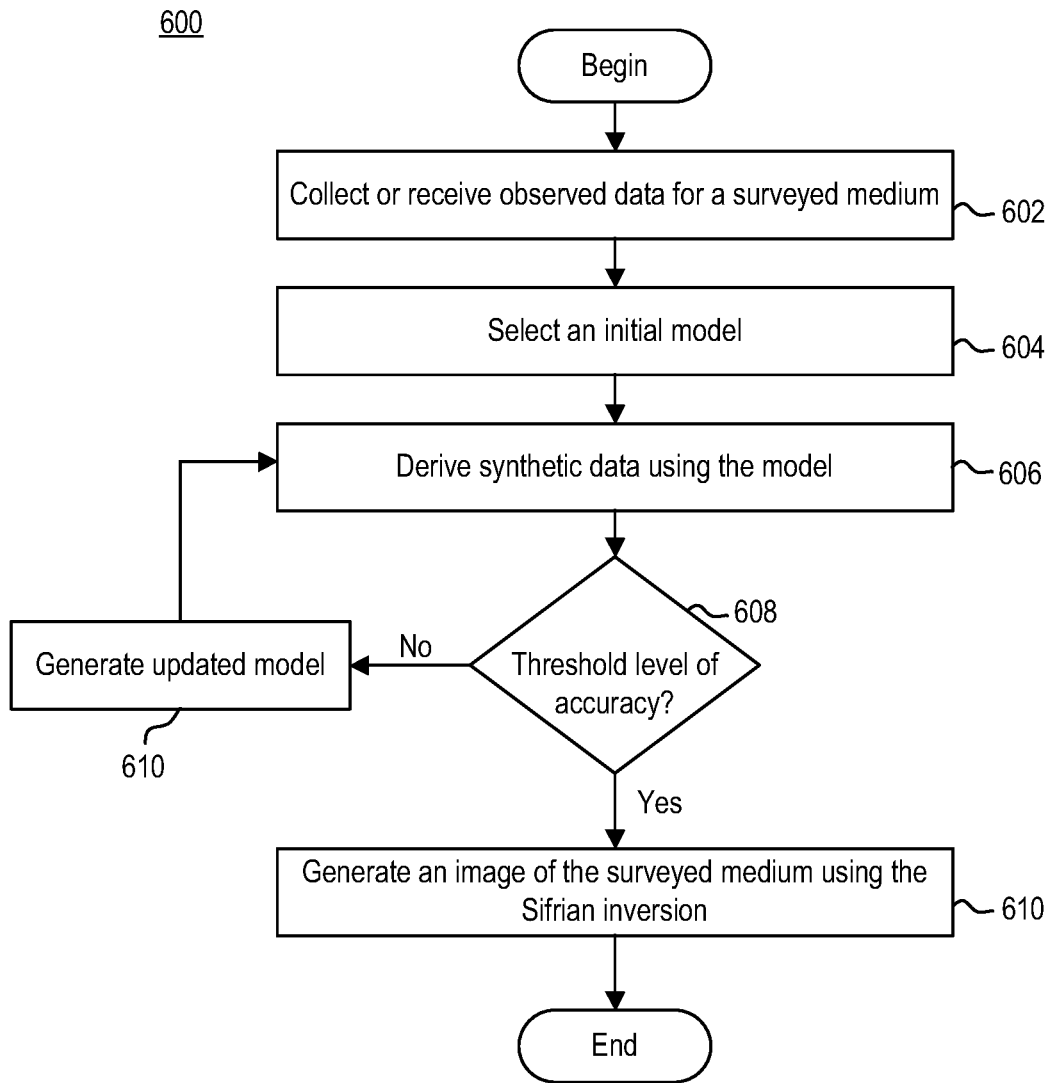 600
Begin
Collect or receive observed data for a surveyed medium
602
Select an initial model
604
Derive synthetic data using the model
606
608
Threshold level of
accuracy?
No
Generate updated model
610
Yes
Generate an image of the surveyed medium using the
Sifrian inversion
610
End